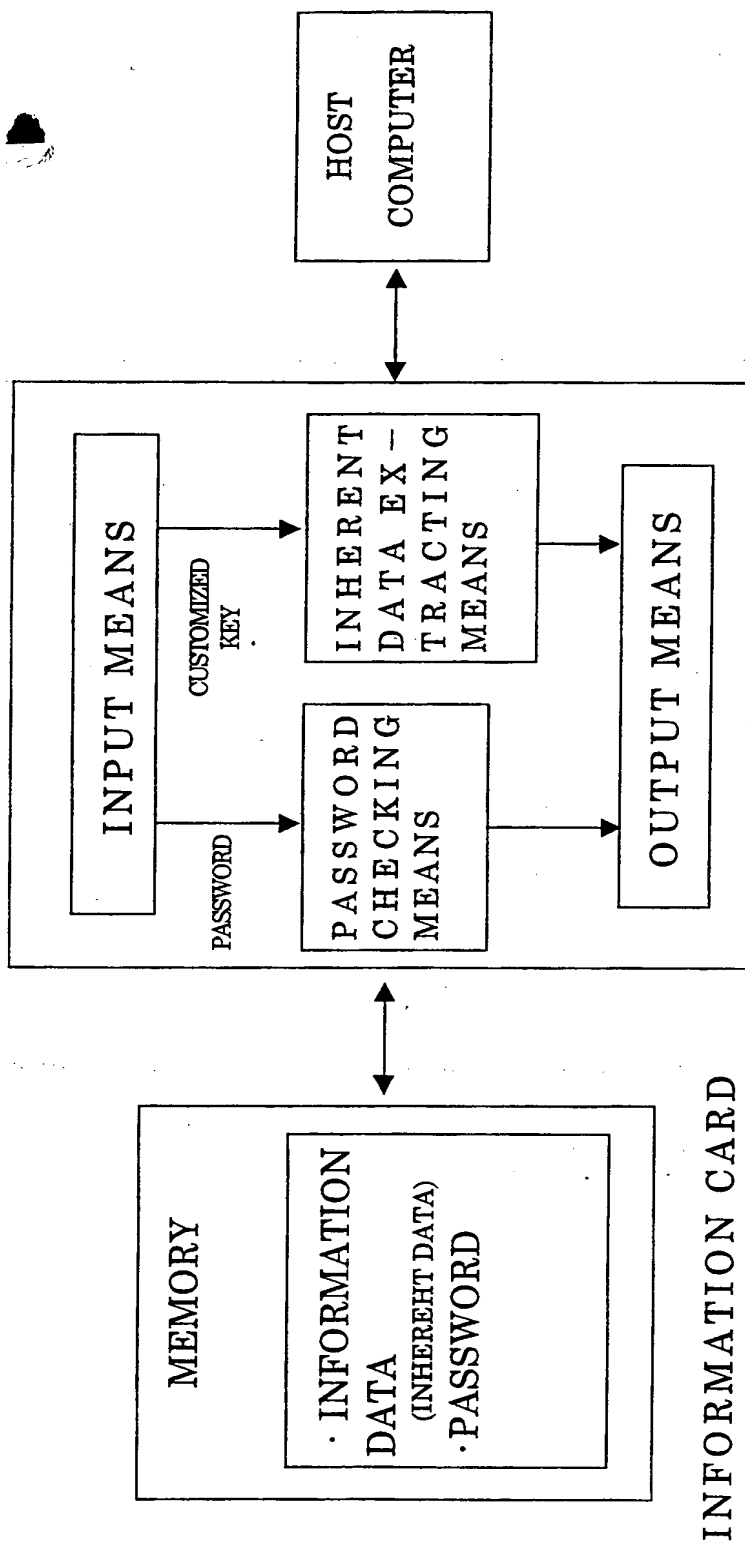 MEMORY
· INFORMATION
DATA
(INHEREHT DATA)
·PASSWORD
INFORMATION CARD
INPUT MEANS
PASSWORD
CUSTOMIZED
KEY
PASSWORD
CHECKING
MEANS
INHERENT
DATA EX-
TRACTING
MEANS
OUTPUT MEANS
HOST
COMPUTER